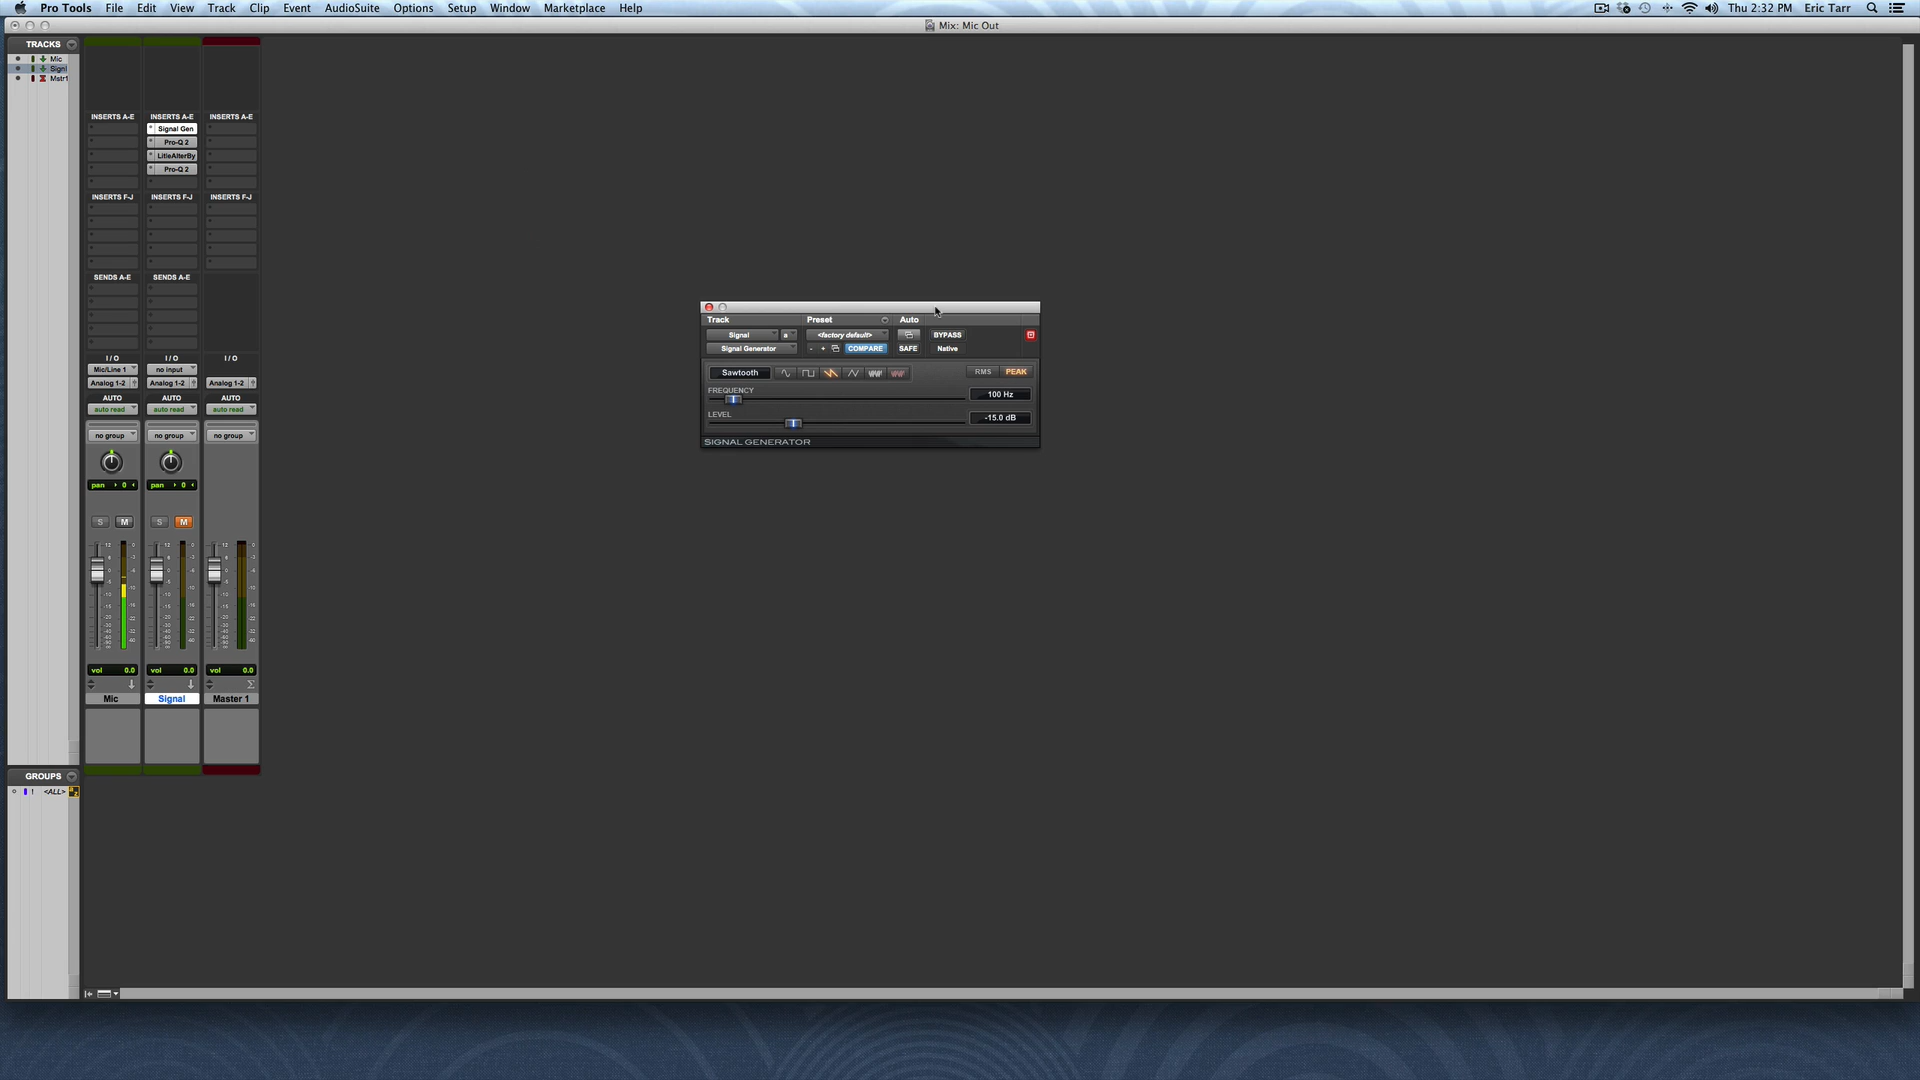 Pro Tools File Edit View Track Clip Event AudioSuite Options Setup Window Marketplace Help Thu 2:32 PM Eric Tarr
Mix: Mic Out
TRACKS
Mic
Signl
Mstr1
INSERTS A-E INSERTS A-E INSERTS A-E
Signal Gen
Pro-Q 2
LitleAlterBy
Pro-Q 2
INSERTS F-J INSERTS F-J INSERTS F-J
SENDS A-E SENDS A-E
I / O I / O I / O
Mic/Line 1 no input
Analog 1-2 Analog 1-2 Analog 1-2
AUTO AUTO AUTO
auto read auto read auto read
no group no group no group
pan 0 pan 0
S M S M
vol 0.0 vol 0.0 vol 0.0
Mic Signal Master 1
GROUPS
! <ALL>
Track Preset Auto
Signal a <factory default> BYPASS
Signal Generator - + COMPARE SAFE Native
Sawtooth RMS PEAK
FREQUENCY
100 Hz
LEVEL
-15.0 dB
SIGNAL GENERATOR